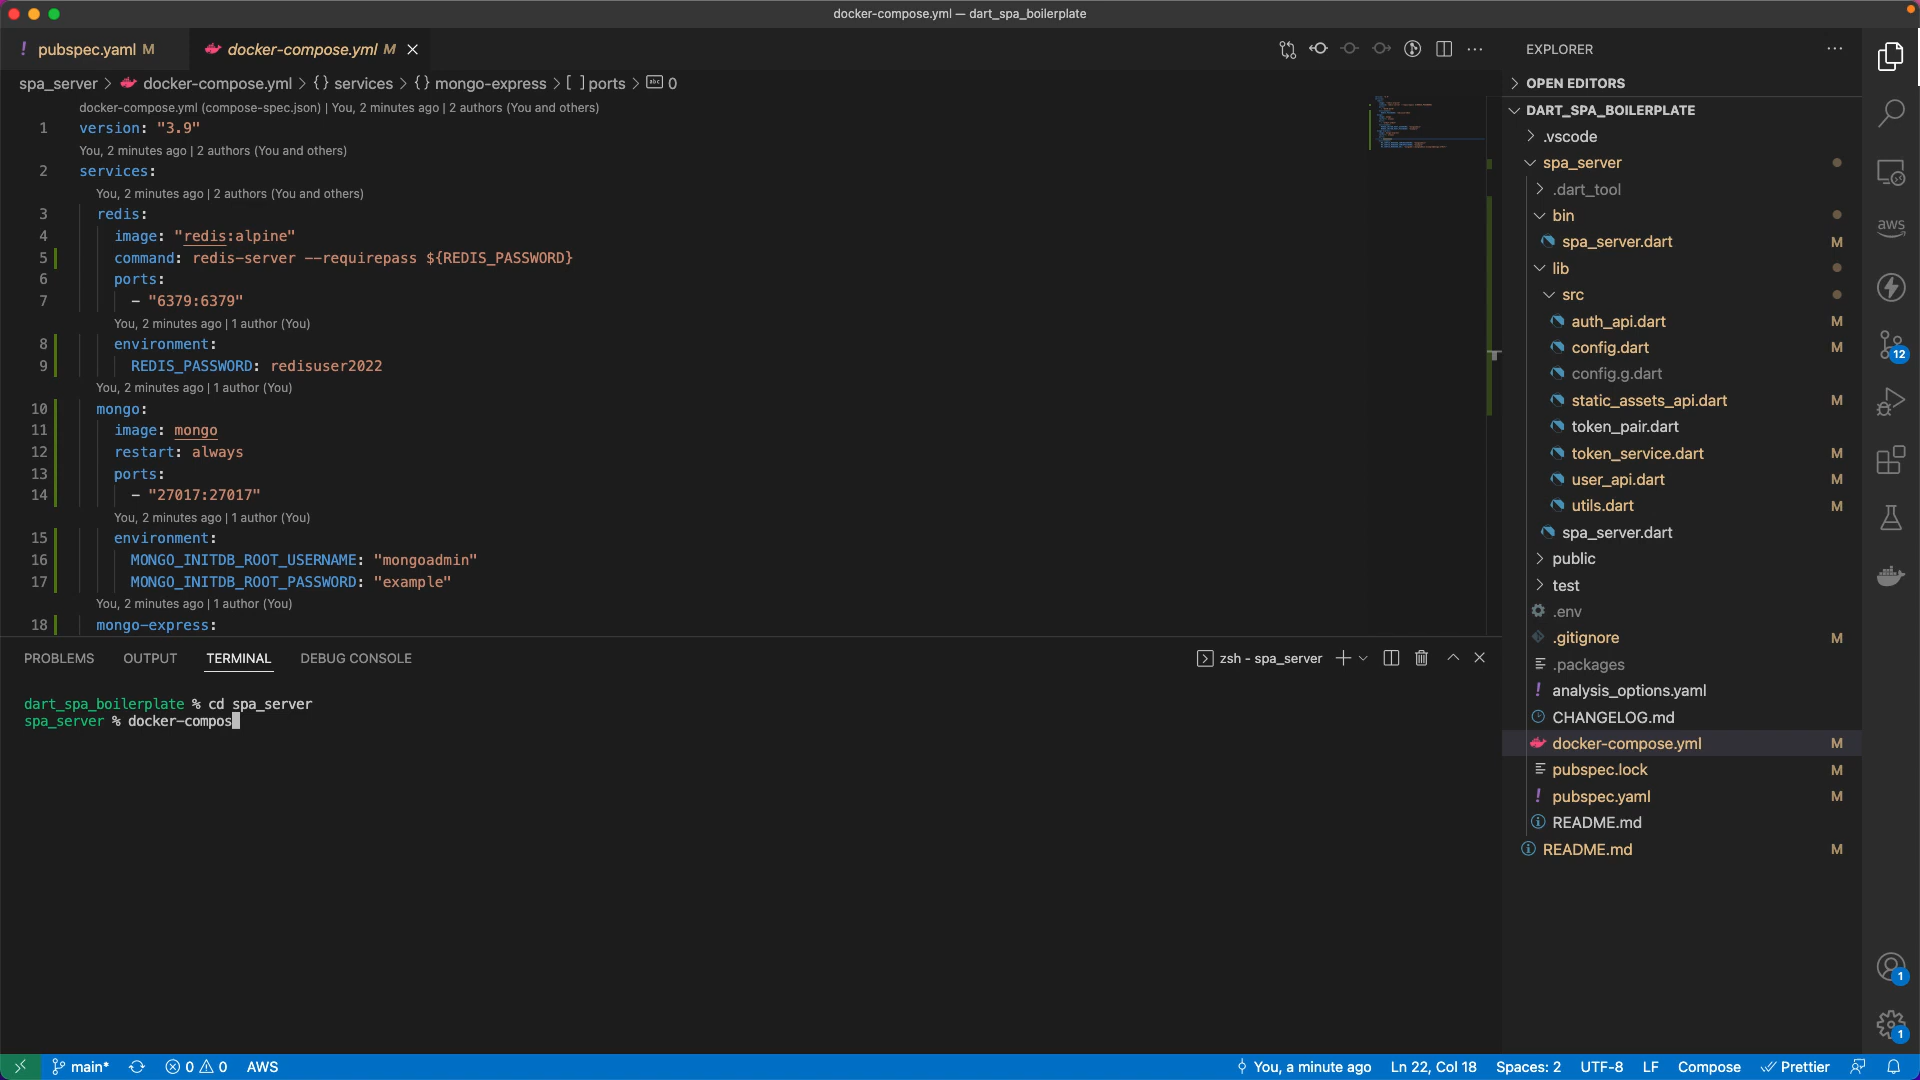 docker-compose.yml — dart_spa_boilerplate
! pubspec.yaml M
docker-compose.yml M
spa_server > docker-compose.yml > {} services > {} mongo-express > [ ] ports > abc 0
docker-compose.yml (compose-spec.json) | You, 2 minutes ago | 2 authors (You and others)
1 version: "3.9"
You, 2 minutes ago | 2 authors (You and others)
2 services:
You, 2 minutes ago | 2 authors (You and others)
3 redis:
4 image: "redis:alpine"
5 command: redis-server --requirepass ${REDIS_PASSWORD}
6 ports:
7 - "6379:6379"
You, 2 minutes ago | 1 author (You)
8 environment:
9 REDIS_PASSWORD: redisuser2022
You, 2 minutes ago | 1 author (You)
10 mongo:
11 image: mongo
12 restart: always
13 ports:
14 - "27017:27017"
You, 2 minutes ago | 1 author (You)
15 environment:
16 MONGO_INITDB_ROOT_USERNAME: "mongoadmin"
17 MONGO_INITDB_ROOT_PASSWORD: "example"
You, 2 minutes ago | 1 author (You)
18 mongo-express:
PROBLEMS OUTPUT TERMINAL DEBUG CONSOLE
zsh - spa_server
dart_spa_boilerplate % cd spa_server
spa_server % docker-compos
EXPLORER
OPEN EDITORS
DART_SPA_BOILERPLATE
.vscode
spa_server
.dart_tool
bin
spa_server.dart M
lib
src
auth_api.dart M
config.dart M
config.g.dart
static_assets_api.dart M
token_pair.dart
token_service.dart M
user_api.dart M
utils.dart M
spa_server.dart
public
test
.env
.gitignore M
.packages
! analysis_options.yaml
CHANGELOG.md
docker-compose.yml M
pubspec.lock M
! pubspec.yaml M
README.md
README.md M
aws
12
1
1
main* 0 0 AWS
You, a minute ago Ln 22, Col 18 Spaces: 2 UTF-8 LF Compose Prettier